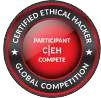 CERTIFIED ETHICAL HACKER
PARTICIPANT
C|EH
COMPETE
GLOBAL COMPETITION